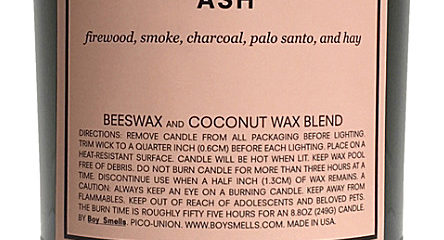 ASH
firewood, smoke, charcoal, palo santo, and hay
BEESWAX AND COCONUT WAX BLEND
DIRECTIONS: REMOVE CANDLE FROM ALL PACKAGING BEFORE LIGHTING.
TRIM WICK TO A QUARTER INCH (0.6CM) BEFORE EACH LIGHTING. PLACE ON A
HEAT-RESISTANT SURFACE. CANDLE WILL BE HOT WHEN LIT. KEEP WAX POOL
FREE OF DEBRIS. DO NOT BURN CANDLE FOR MORE THAN THREE HOURS AT A
TIME. DISCONTINUE USE WHEN A HALF INCH (1.3CM) OF WAX REMAINS. A
CAUTION: ALWAYS KEEP AN EYE ON A BURNING CANDLE. KEEP AWAY FROM
FLAMMABLES. KEEP OUT OF REACH OF ADOLESCENTS AND BELOVED PETS.
THE BURN TIME IS ROUGHLY FIFTY FIVE HOURS FOR AN 8.8OZ (249G) CANDLE
BY Boy Smells. PICO-UNION. WWW.BOYSMELLS.COM. MADE IN USA.